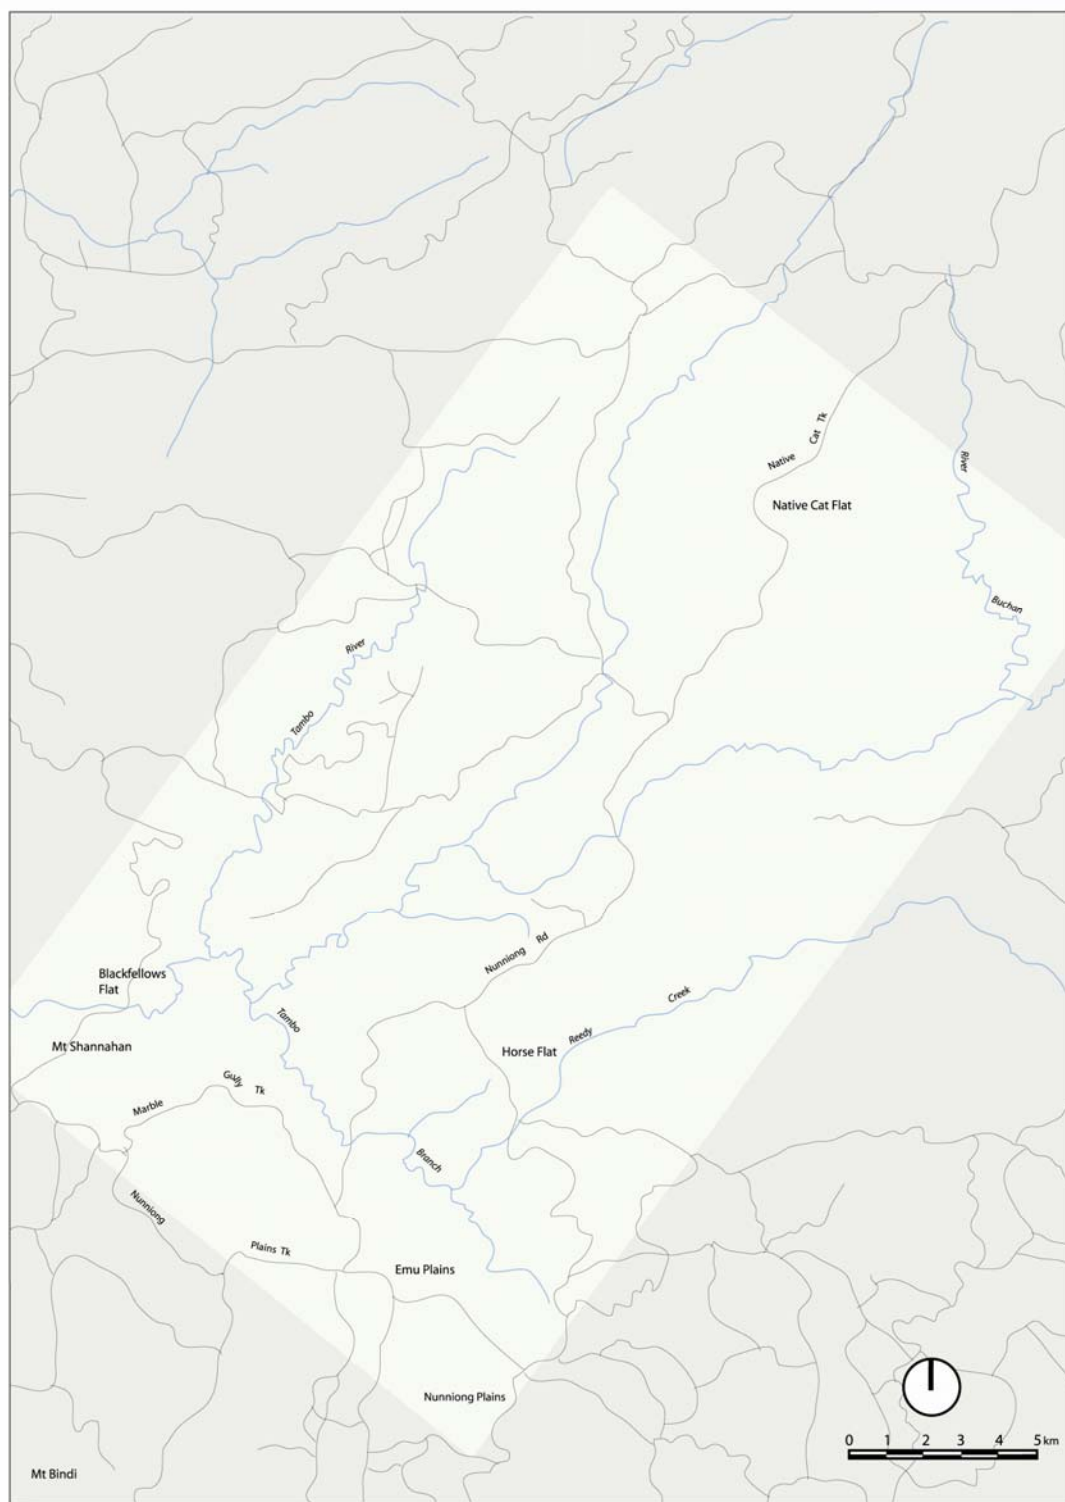 Cat Tk
Native
River
Native Cat Flat
Buchan
River
Tambo
Nunniong Rd
Blackfellows
Flat
Creek
Tambo
Reedy
Mt Shannahan
Horse Flat
Gully Tk
Marble
Branch
Nunniong
Plains Tk
Emu Plains
Nunniong Plains
0 1 2 3 4 5 km
Mt Bindi